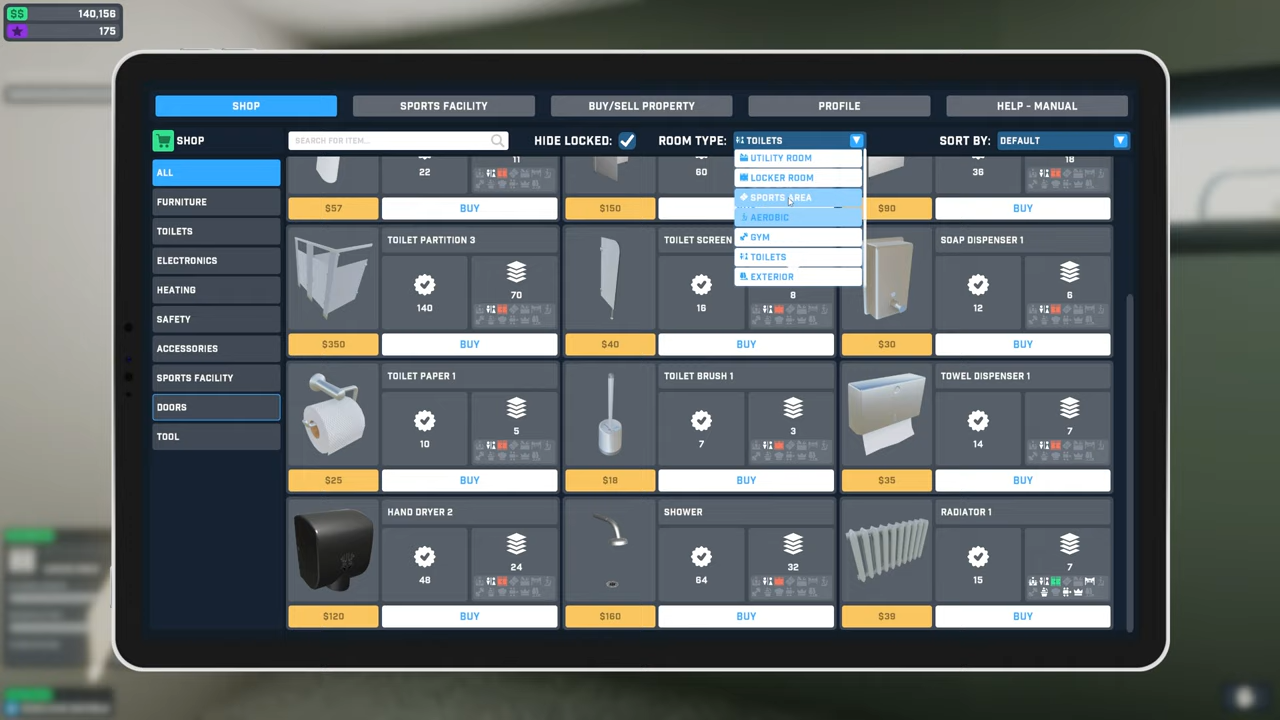 $$ 140,156
175
SHOP SPORTS FACILITY BUY/SELL PROPERTY PROFILE HELP - MANUAL
SHOP SEARCH FOR ITEM... HIDE LOCKED: ROOM TYPE: TOILETS SORT BY: DEFAULT
UTILITY ROOM
LOCKER ROOM
SPORTS AREA
AEROBIC
GYM
TOILETS
EXTERIOR
ALL
FURNITURE
TOILETS
ELECTRONICS
HEATING
SAFETY
ACCESSORIES
SPORTS FACILITY
DOORS
TOOL
22 11 60 36 18
$57 BUY $150 $90 BUY
TOILET PARTITION 3 TOILET SCREEN SOAP DISPENSER 1
140 70 16 8 12 6
$350 BUY $40 BUY $30 BUY
TOILET PAPER 1 TOILET BRUSH 1 TOWEL DISPENSER 1
10 5 7 3 14 7
$25 BUY $18 BUY $35 BUY
HAND DRYER 2 SHOWER RADIATOR 1
48 24 64 32 15 7
$120 BUY $160 BUY $39 BUY